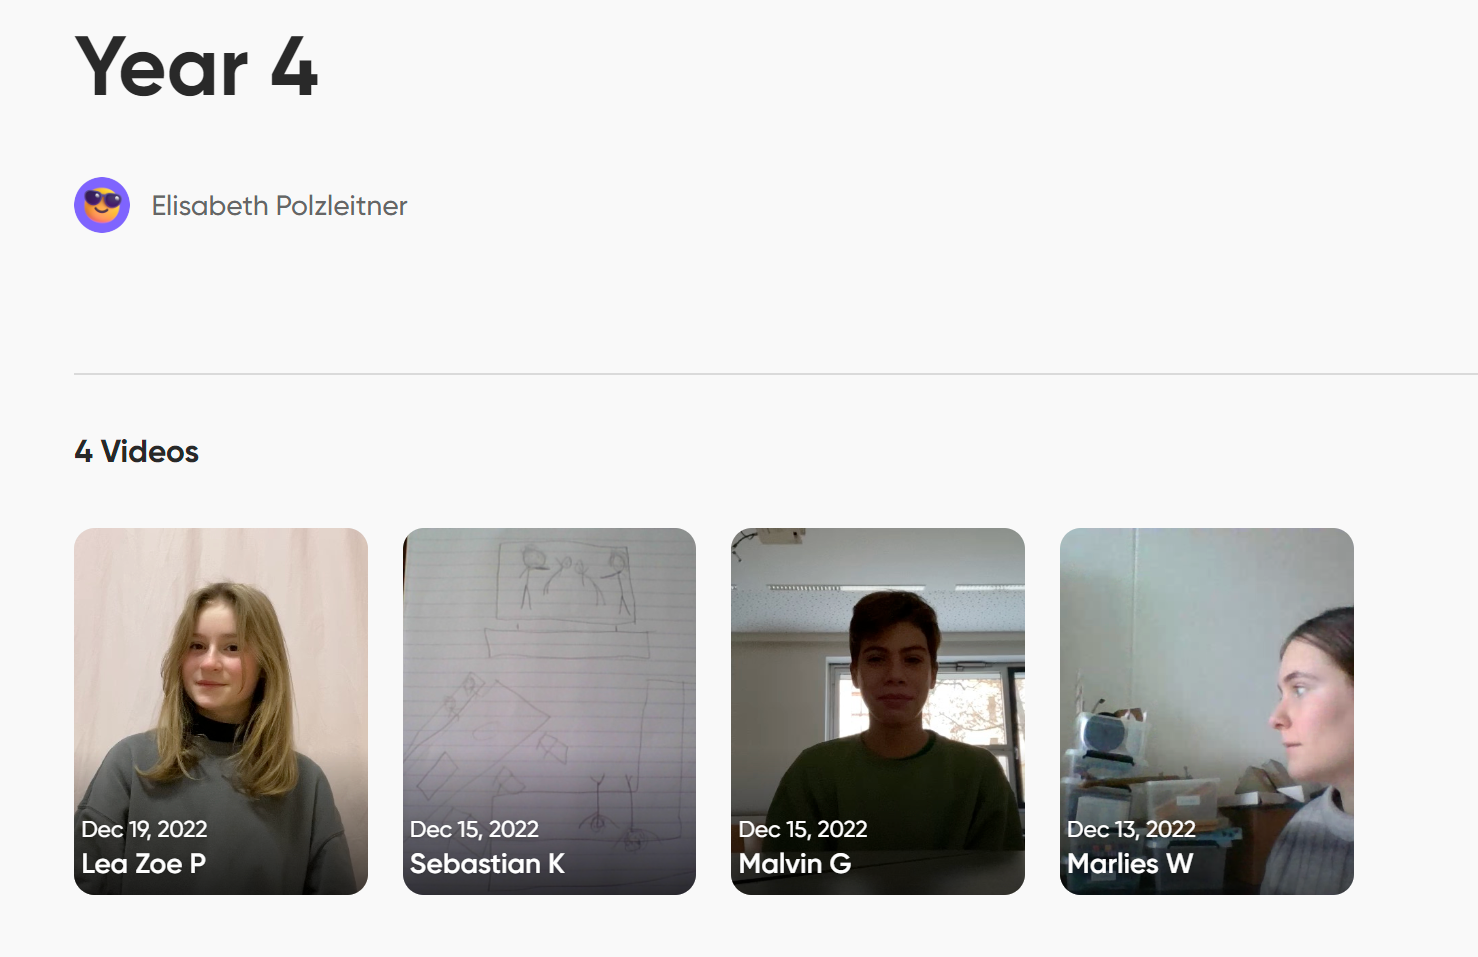 Year 4
Elisabeth Polzleitner
4 Videos
Dec 19, 2022
Lea Zoe P
Dec 15, 2022
Sebastian K
Dec 15, 2022
Malvin G
Dec 13, 2022
Marlies W